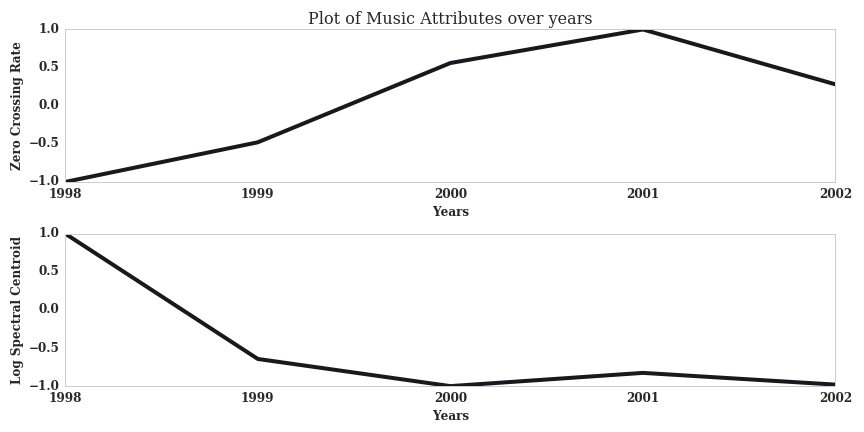 Plot of Music Attributes over years
1.0
0.5
0.0
−0.5
−1.0
Zero Crossing Rate
1998 1999 2000 2001 2002
Years
1.0
0.5
0.0
−0.5
−1.0
Log Spectral Centroid
1998 1999 2000 2001 2002
Years